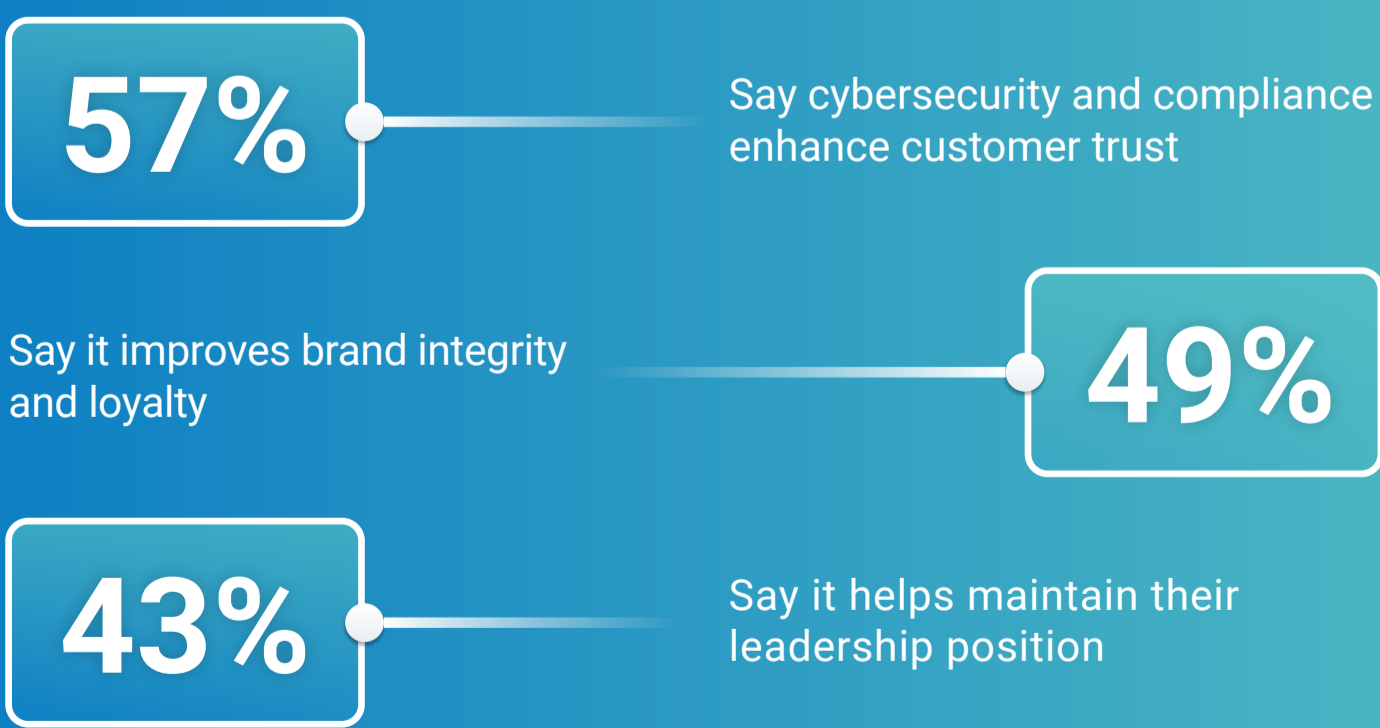 57%
Say cybersecurity and compliance
enhance customer trust
Say it improves brand integrity
and loyalty
49%
43%
Say it helps maintain their
leadership position